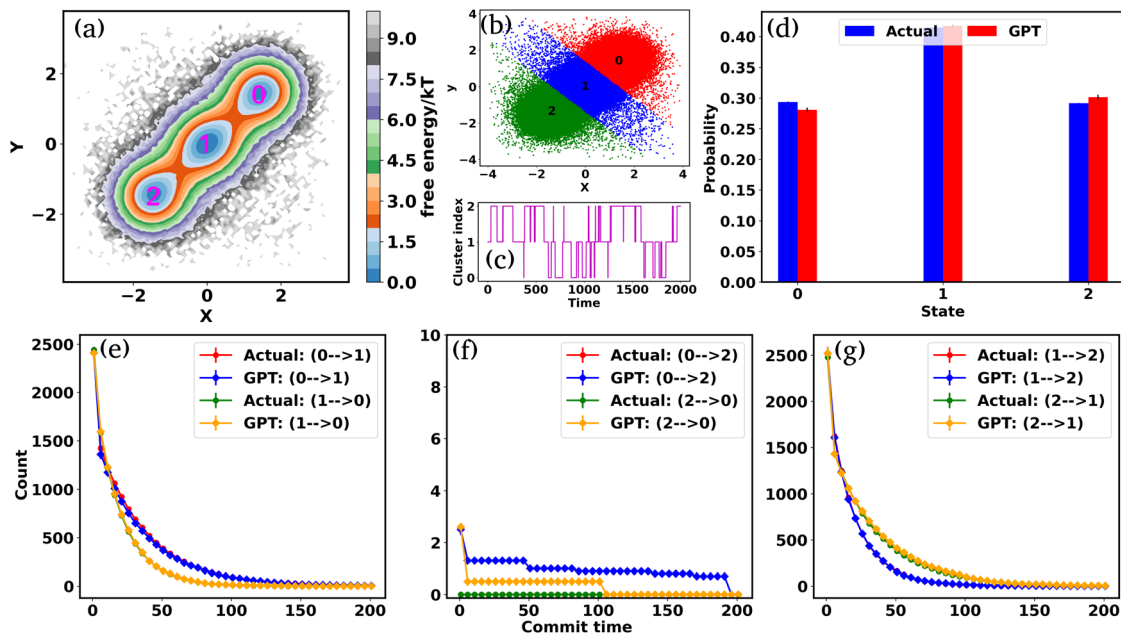 (a)
0
1
2
Y
2
0
−2
−2
0
2
X
9.0
7.5
6.0
4.5
3.0
1.5
0.0
free energy/kT
(b)
0
1
2
y
4
2
0
−2
−4
−4
−2
0
2
4
X
Cluster index
2
1
0
(c)
0
500
1000
1500
2000
Time
(d)
Actual
GPT
Probability
0.40
0.35
0.30
0.25
0.20
0.15
0.10
0.05
0.00
0
1
2
State
(e)
Actual: (0-->1)
GPT: (0-->1)
Actual: (1-->0)
GPT: (1-->0)
Count
2500
2000
1500
1000
500
0
0
50
100
150
200
(f)
Actual: (0-->2)
GPT: (0-->2)
Actual: (2-->0)
GPT: (2-->0)
10
8
6
4
2
0
0
50
100
150
200
Commit time
(g)
Actual: (1-->2)
GPT: (1-->2)
Actual: (2-->1)
GPT: (2-->1)
2500
2000
1500
1000
500
0
0
50
100
150
200